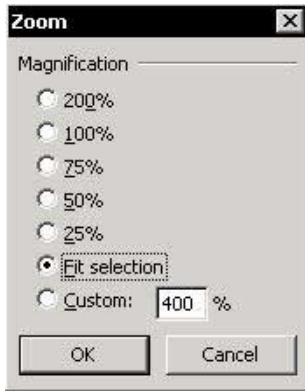 Zoom
Magnification
200%
100%
75%
50%
25%
Fit selection
Custom: 400 %
OK Cancel